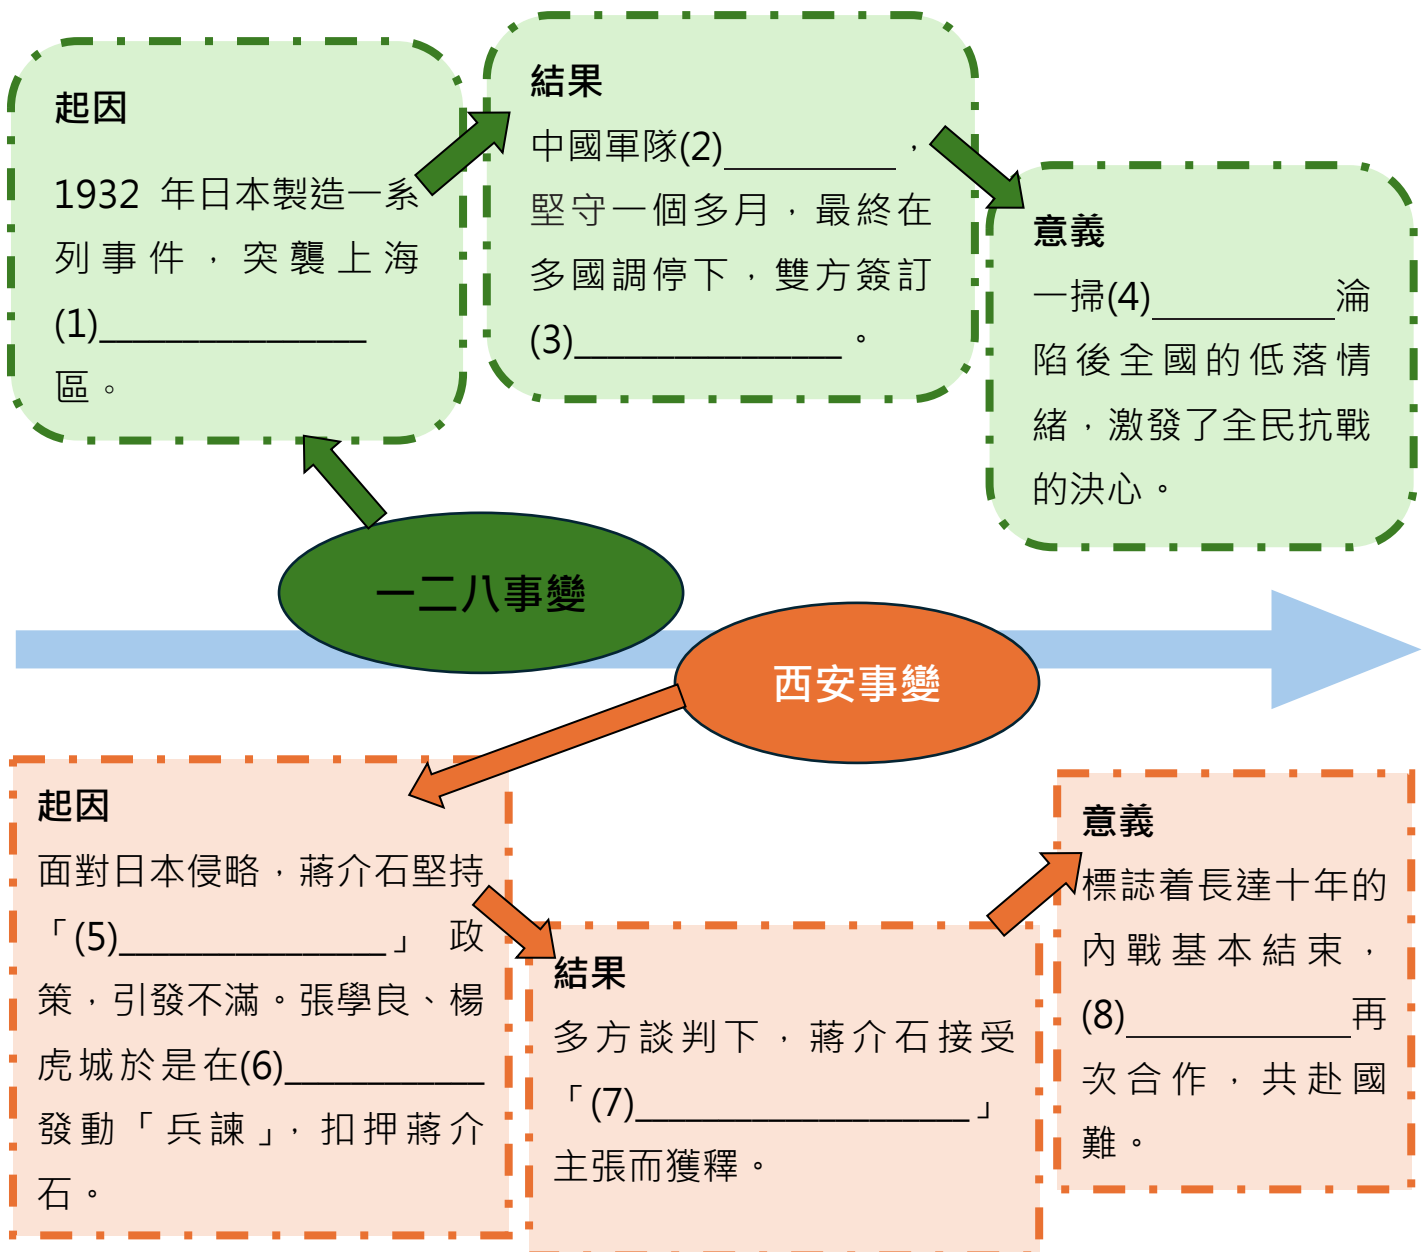 起因
1932 年日本製造一系
列事件，突襲上海
(1)________________
區。
結果
中國軍隊(2)__________，
堅守一個多月，最終在
多國調停下，雙方簽訂
(3)________________。
意義
一掃(4)___________淪
陷後全國的低落情
緒，激發了全民抗戰
的決心。
一二八事變
西安事變
起因
面對日本侵略，蔣介石堅持
「(5)________________」政
策，引發不滿。張學良、楊
虎城於是在(6)____________
發動「兵諫」，扣押蔣介
石。
結果
多方談判下，蔣介石接受
「(7)____________________」
主張而獲釋。
意義
標誌着長達十年的
內戰基本結束，
(8)_____________再
次合作，共赴國
難。